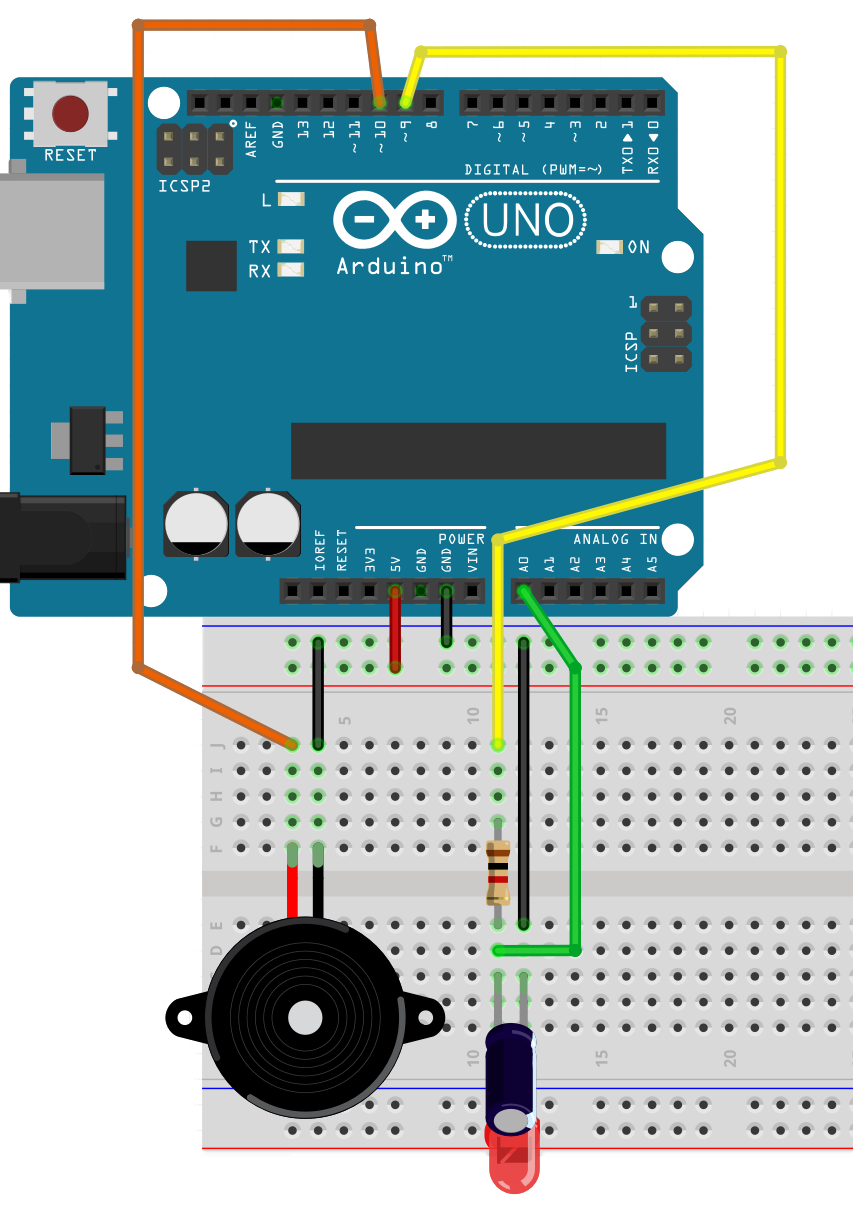 RESET
ICSP2
AREF
GND
13
12
~11
~10
~9
8
7
~6
~5
4
~3
2
TX0▶1
RX0◀0
DIGITAL (PWM=~)
L
TX
RX
UNO
ON
Arduino™
1
ICSP
IOREF
RESET
3V3
5V
GND
GND
VIN
POWER
ANALOG IN
A0
A1
A2
A3
A4
A5
5
10
15
20
J
I
H
G
F
E
D
10
15
20